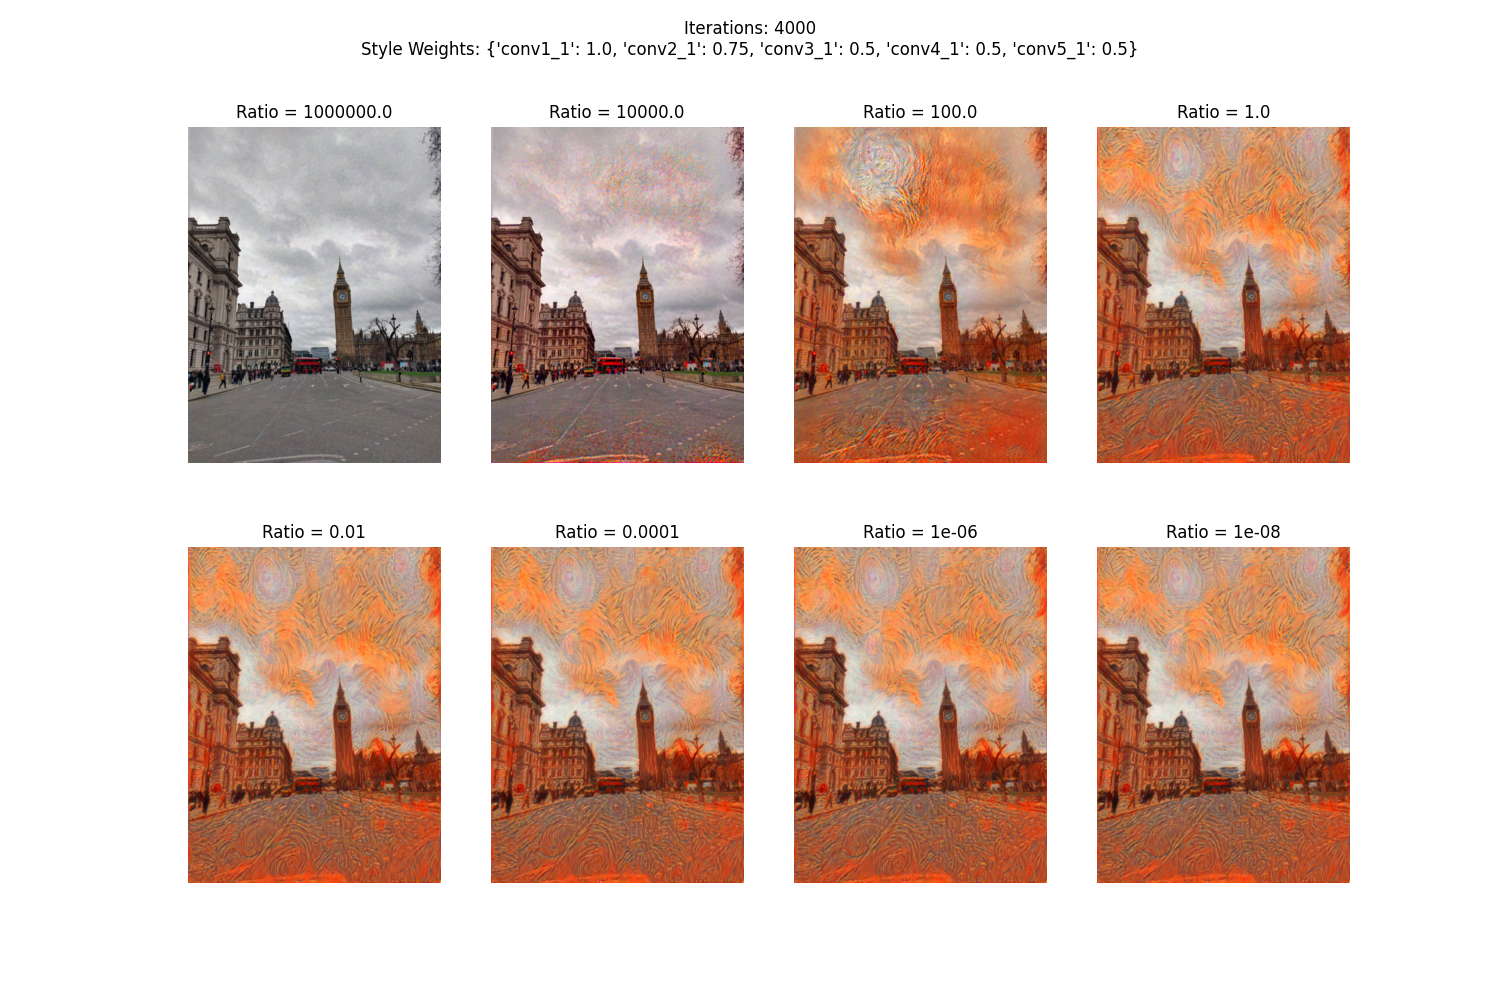 Iterations: 4000
Style Weights: {'conv1_1': 1.0, 'conv2_1': 0.75, 'conv3_1': 0.5, 'conv4_1': 0.5, 'conv5_1': 0.5}
Ratio = 1000000.0
Ratio = 10000.0
Ratio = 100.0
Ratio = 1.0
Ratio = 0.01
Ratio = 0.0001
Ratio = 1e-06
Ratio = 1e-08